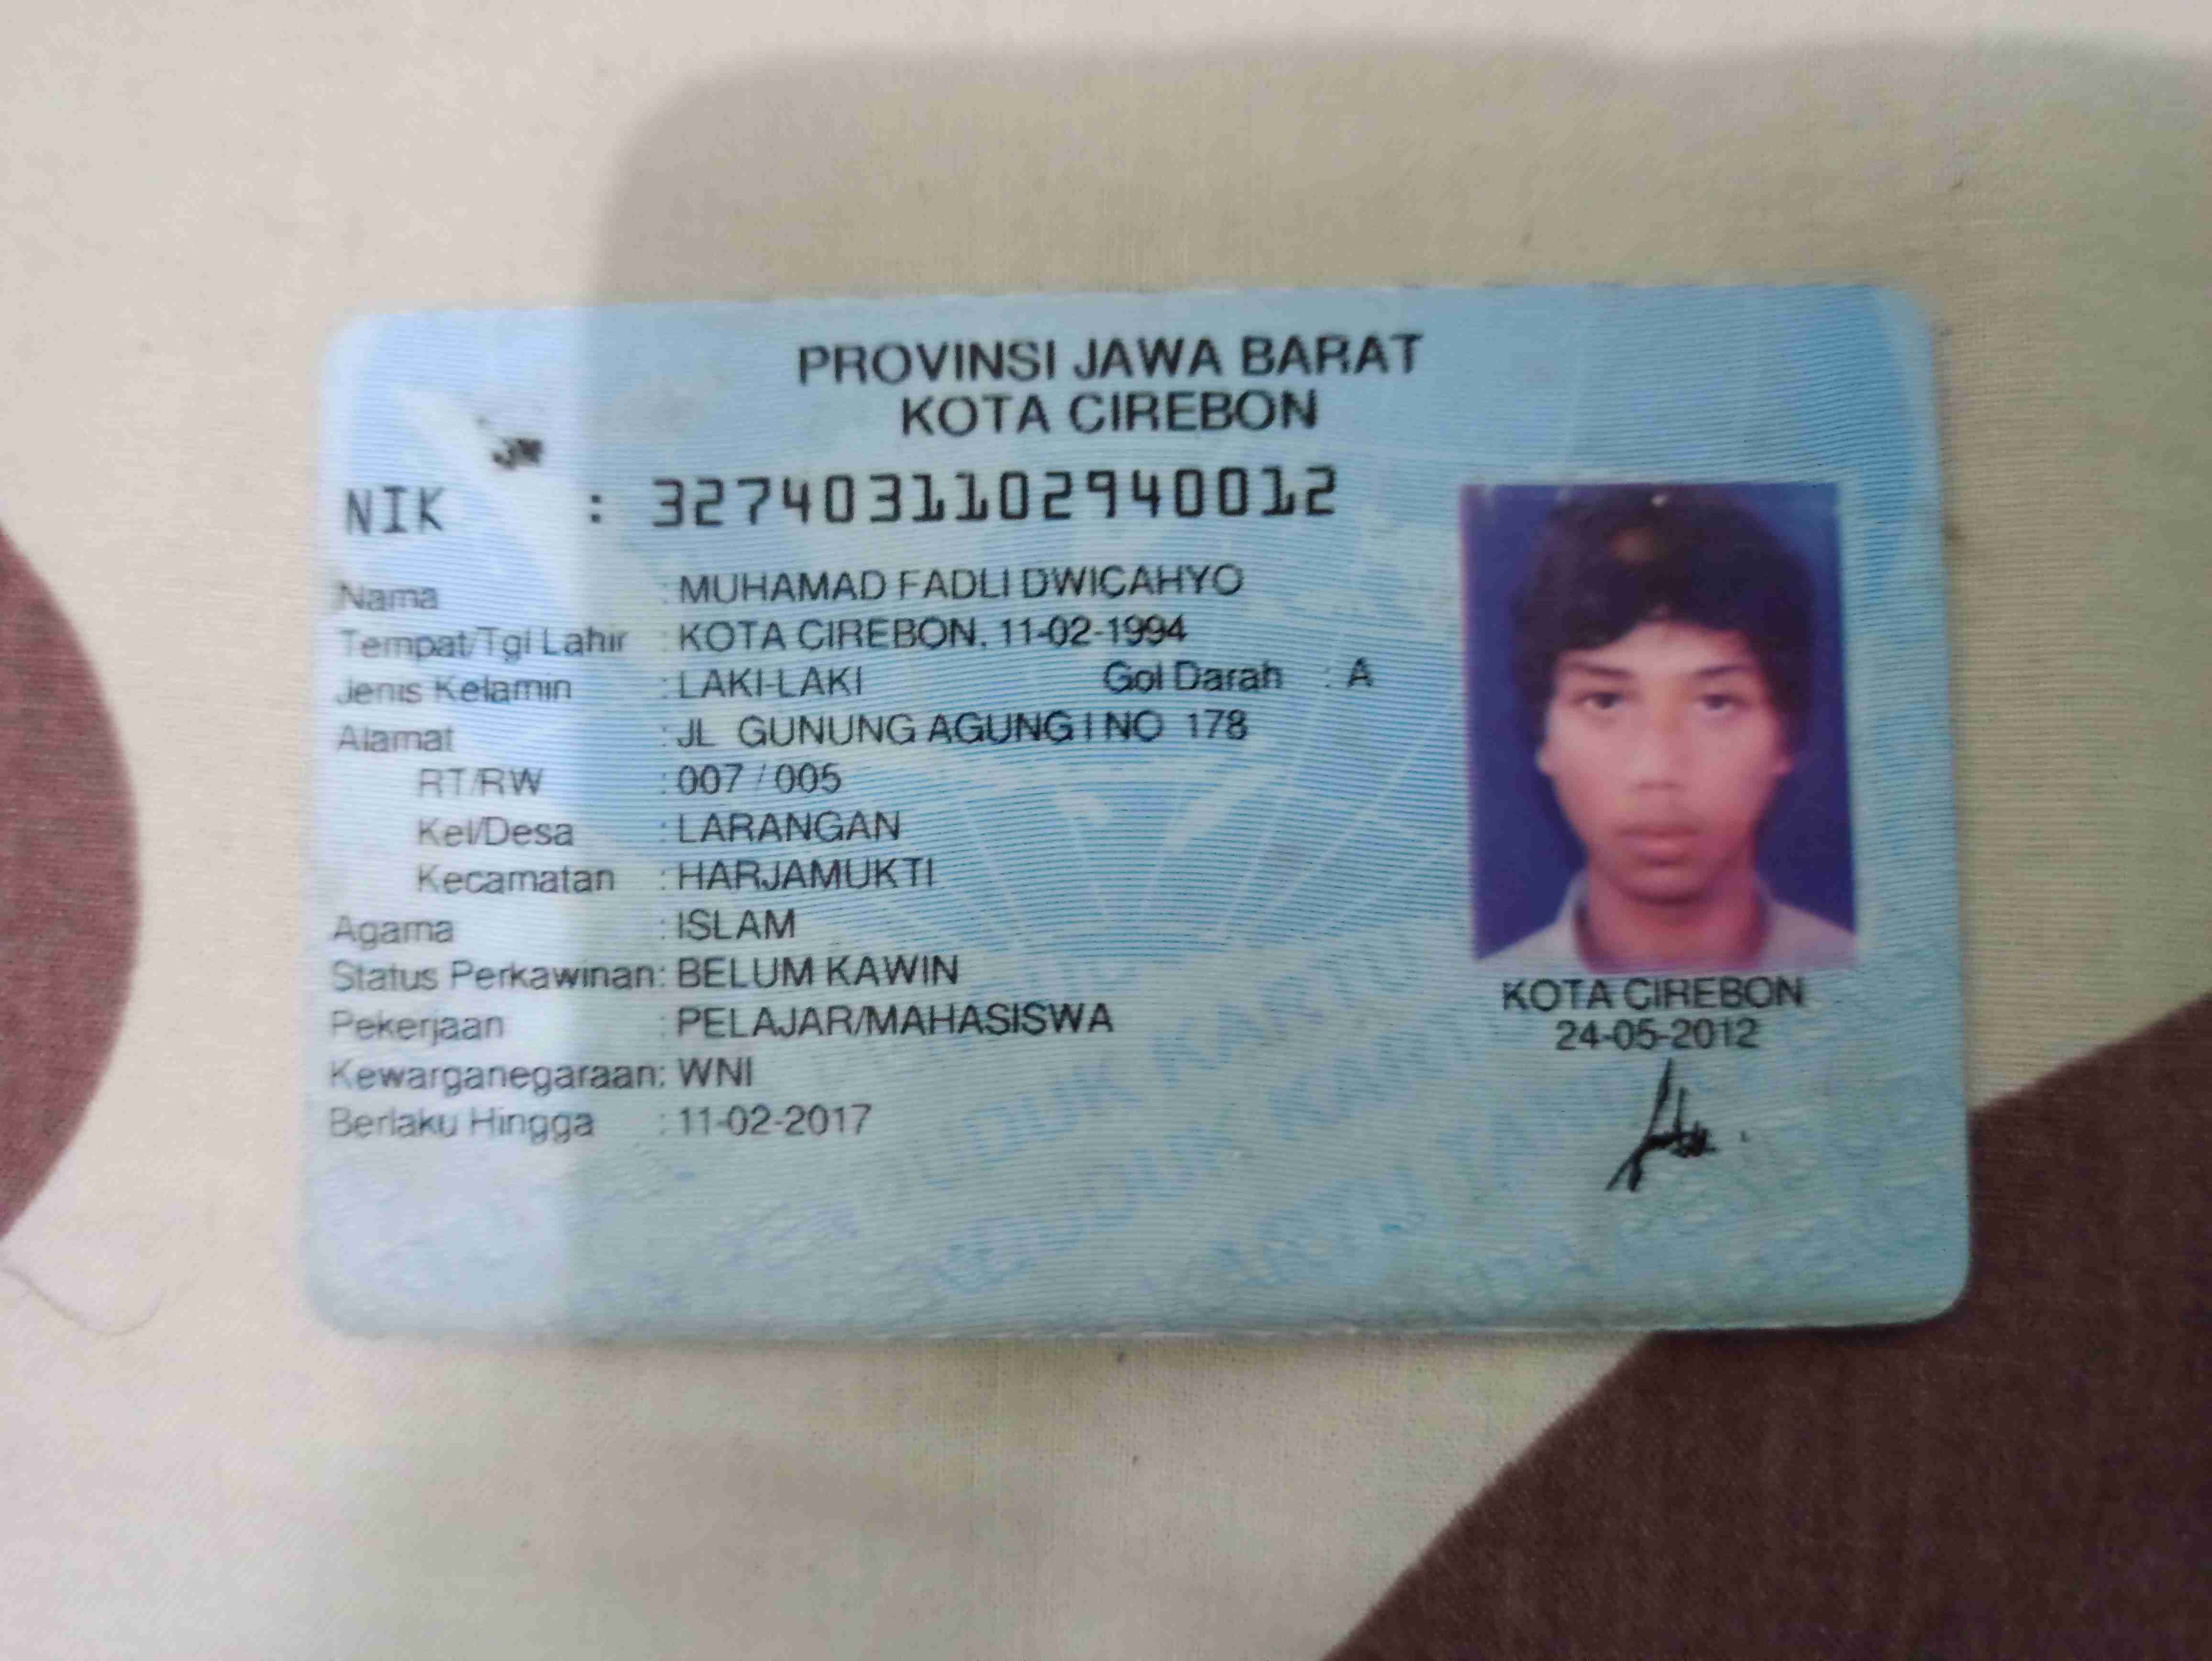 PROVINSI JAWA BARAT
KOTA CIREBON
NIK : 3274031102940012
Nama : MUHAMAD FADLI DWICAHYO
Tempat/Tgl Lahir : KOTA CIREBON, 11-02-1994
Jenis Kelamin : LAKI-LAKI Gol Darah : A
Alamat : JL GUNUNG AGUNG I NO 178
RT/RW : 007 / 005
Kel/Desa : LARANGAN
Kecamatan : HARJAMUKTI
Agama : ISLAM
Status Perkawinan: BELUM KAWIN
Pekerjaan : PELAJAR/MAHASISWA
Kewarganegaraan: WNI
Berlaku Hingga : 11-02-2017
KOTA CIREBON
24-05-2012